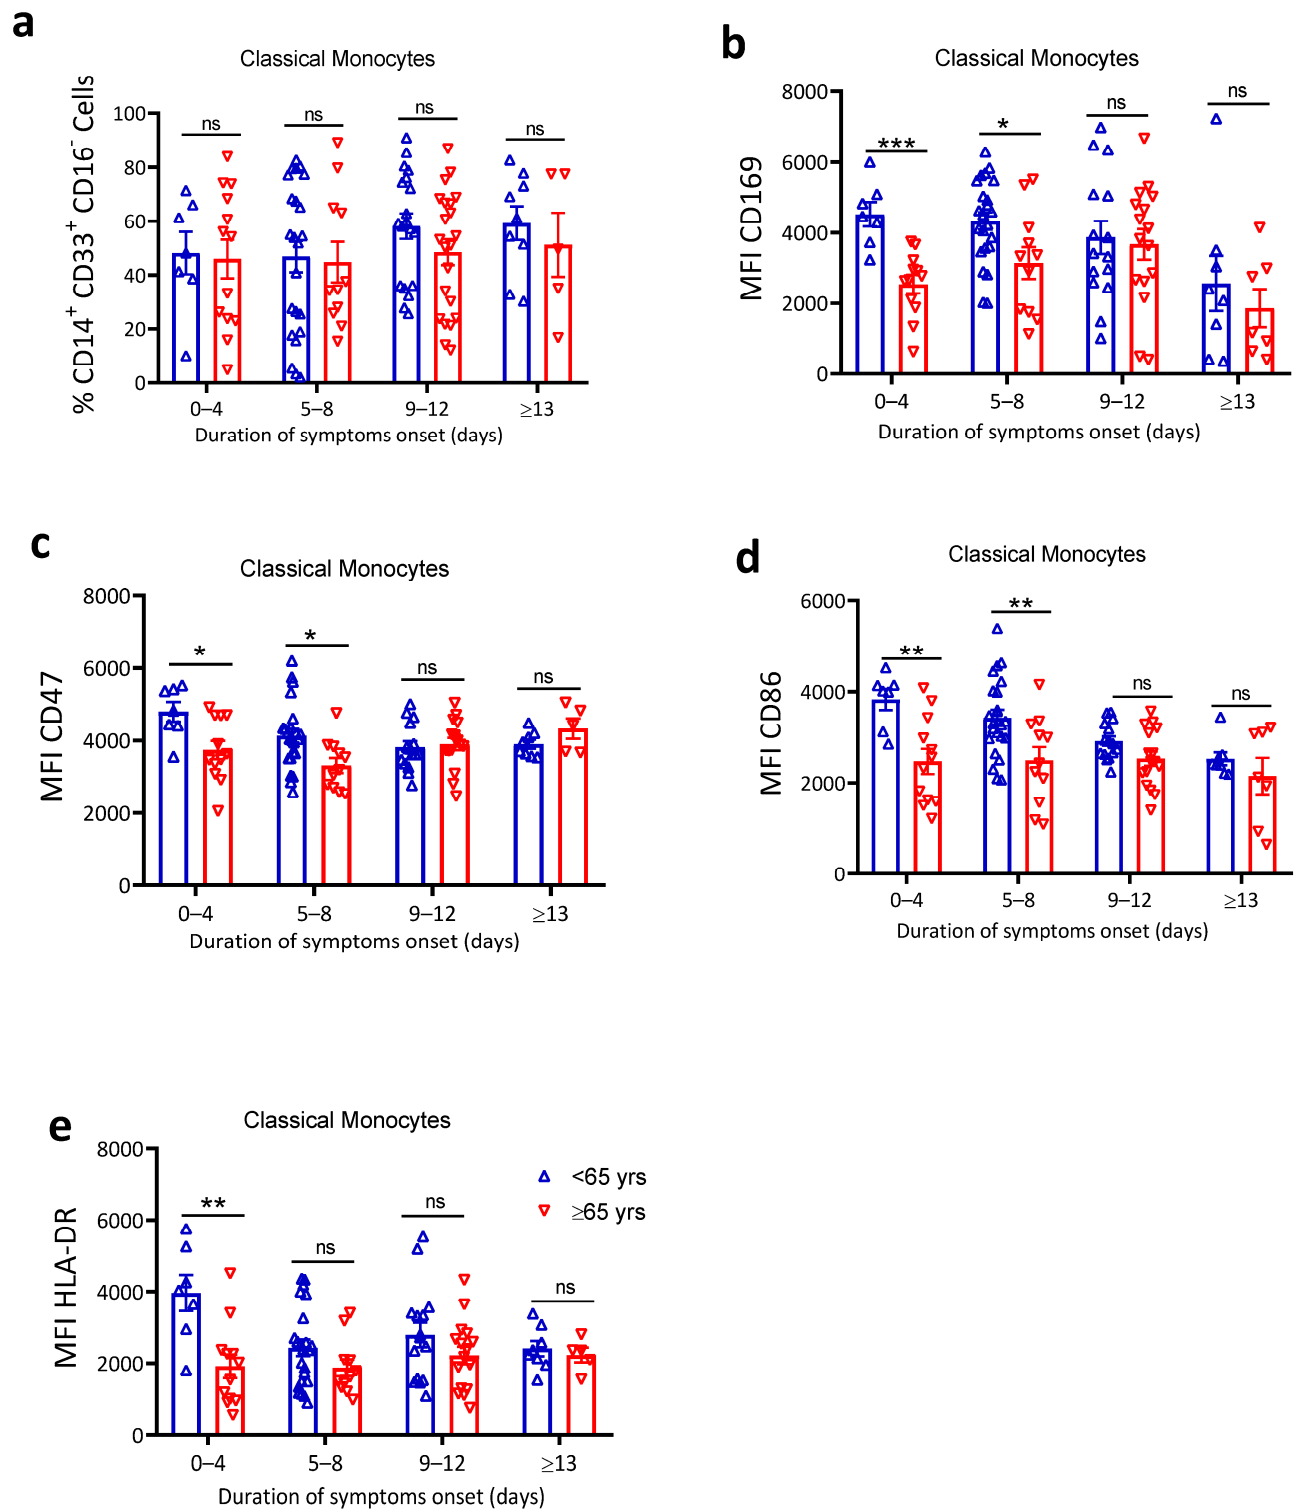 a
Classical Monocytes
% CD14+ CD33+ CD16- Cells
100
80
60
40
20
0
ns
ns
ns
ns
0–4
5–8
9–12
≥13
Duration of symptoms onset (days)
b
Classical Monocytes
MFI CD169
8000
6000
4000
2000
0
***
*
ns
ns
0–4
5–8
9–12
≥13
Duration of symptoms onset (days)
c
Classical Monocytes
MFI CD47
8000
6000
4000
2000
0
*
*
ns
ns
0–4
5–8
9–12
≥13
Duration of symptoms onset (days)
d
Classical Monocytes
MFI CD86
6000
4000
2000
0
**
**
ns
ns
0–4
5–8
9–12
≥13
Duration of symptoms onset (days)
e
Classical Monocytes
MFI HLA-DR
8000
6000
4000
2000
0
**
ns
ns
ns
<65 yrs
≥65 yrs
0–4
5–8
9–12
≥13
Duration of symptoms onset (days)